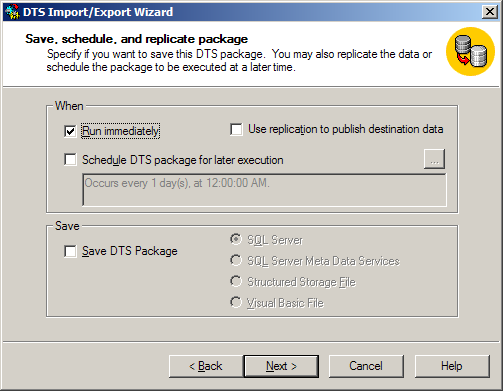 DTS Import/Export Wizard
Save, schedule, and replicate package
Specify if you want to save this DTS package. You may also replicate the data or
schedule the package to be executed at a later time.
When
Run immediately
Use replication to publish destination data
Schedule DTS package for later execution
...
Occurs every 1 day(s), at 12:00:00 AM.
Save
Save DTS Package
SQL Server
SQL Server Meta Data Services
Structured Storage File
Visual Basic File
< Back
Next >
Cancel
Help